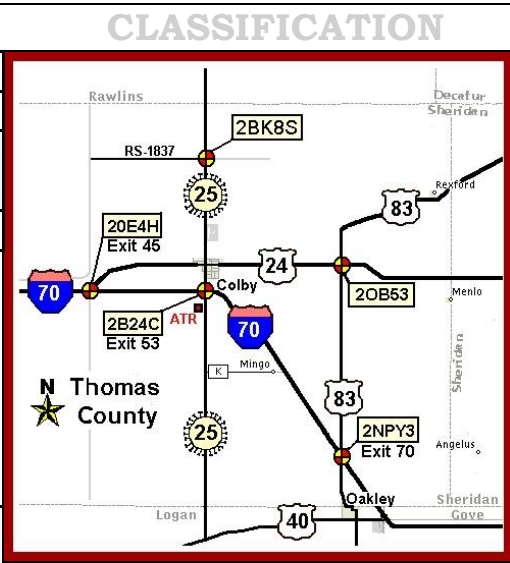 CLASSIFICATION
Rawlins
Decatur
Sheridan
2BK8S
RS-1837
25
Rexford
83
20E4H
Exit 45
24
70
Colby
2OB53
Menlo
2B24C
Exit 53
ATR
70
K
Mingo
Sheridan
N Thomas
County
83
25
2NPY3
Exit 70
Angelus
Oakley
Sheridan
Logan
40
Gove